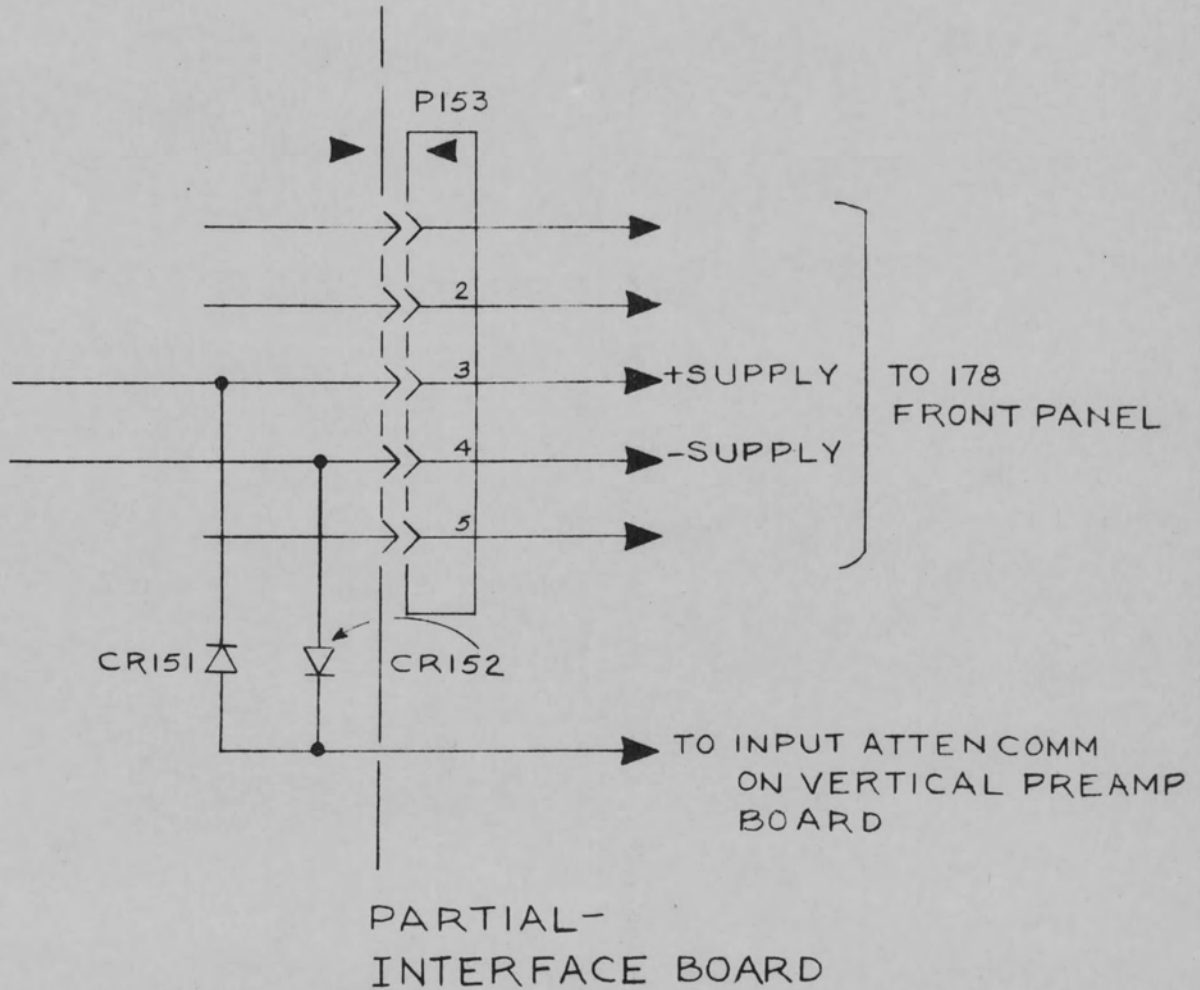 P153
2
3
+SUPPLY
4
-SUPPLY
5
TO 178
FRONT PANEL
CR151
CR152
TO INPUT ATTEN COMM
ON VERTICAL PREAMP
BOARD
PARTIAL-
INTERFACE BOARD